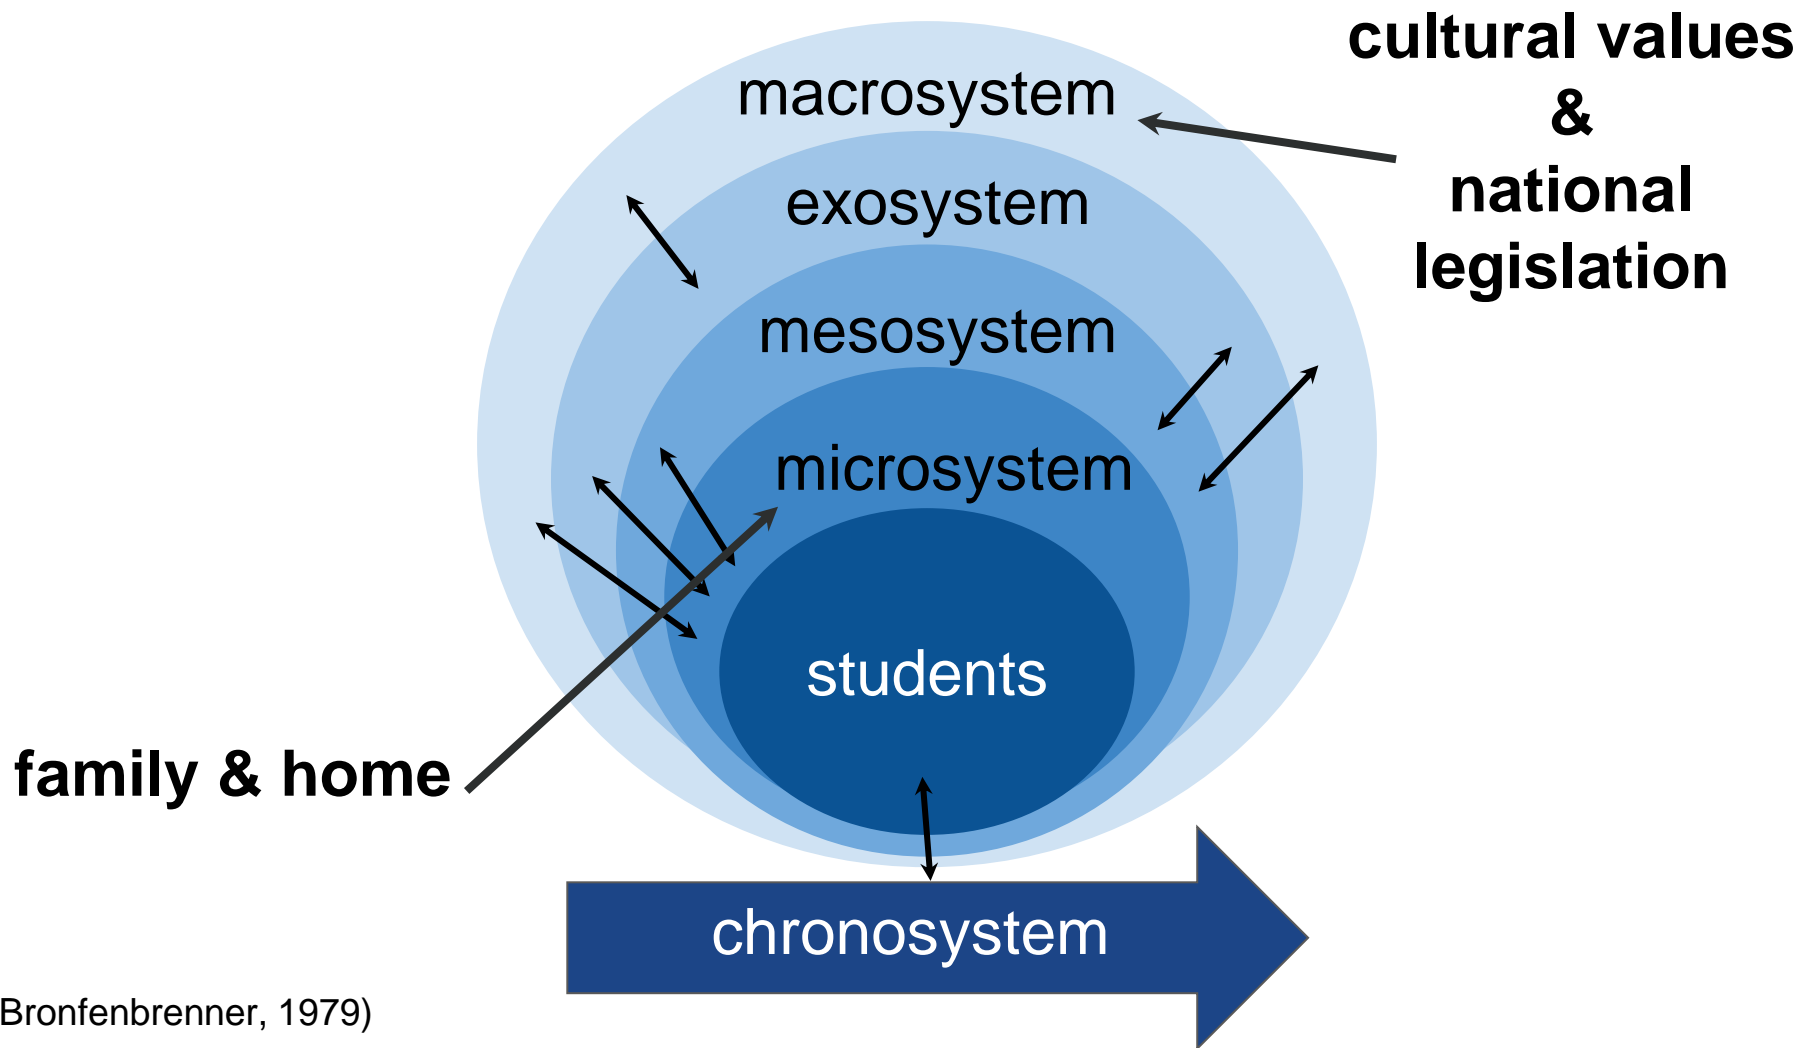 cultural values
&
national
legislation
macrosystem
exosystem
mesosystem
microsystem
students
family & home
chronosystem
Bronfenbrenner, 1979)